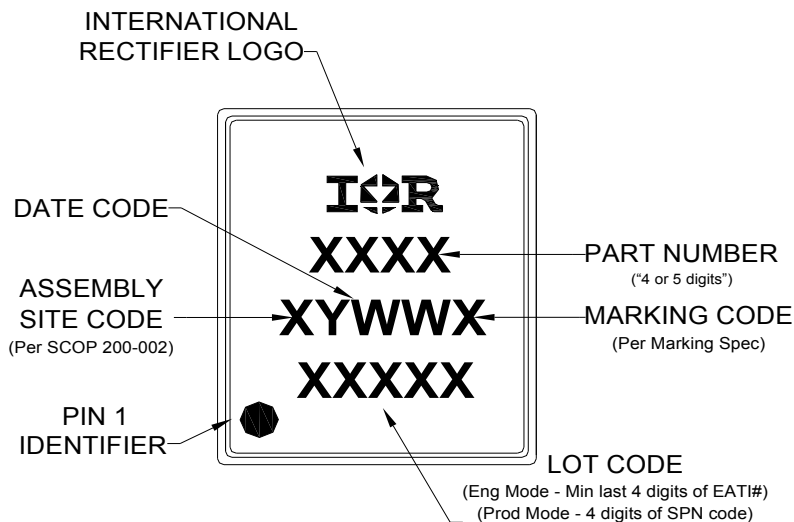 INTERNATIONAL
RECTIFIER LOGO
IOR
DATE CODE
XXXX
PART NUMBER
(“4 or 5 digits”)
ASSEMBLY
SITE CODE
(Per SCOP 200-002)
XYWWX
MARKING CODE
(Per Marking Spec)
XXXXX
PIN 1
IDENTIFIER
LOT CODE
(Eng Mode - Min last 4 digits of EATI#)
(Prod Mode - 4 digits of SPN code)